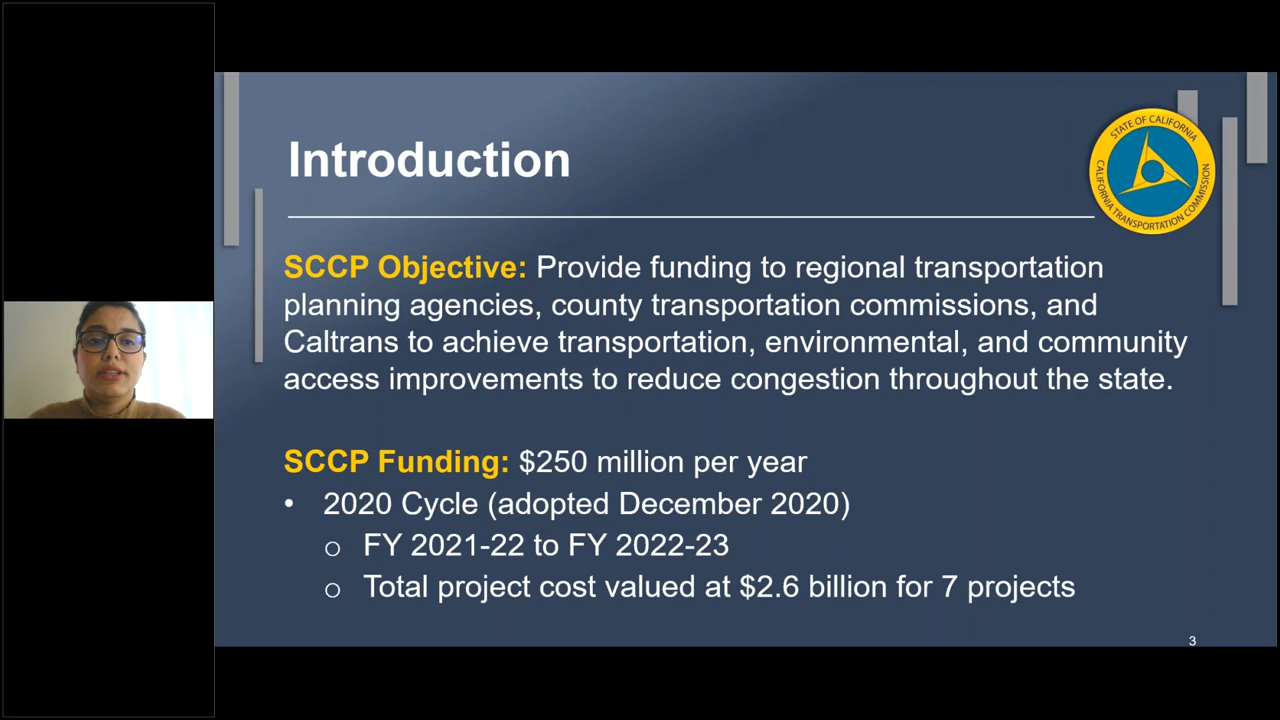 Introduction
STATE OF CALIFORNIA
CALIFORNIA TRANSPORTATION COMMISSION
SCCP Objective: Provide funding to regional transportation
planning agencies, county transportation commissions, and
Caltrans to achieve transportation, environmental, and community
access improvements to reduce congestion throughout the state.
SCCP Funding: $250 million per year
• 2020 Cycle (adopted December 2020)
o FY 2021-22 to FY 2022-23
o Total project cost valued at $2.6 billion for 7 projects
3